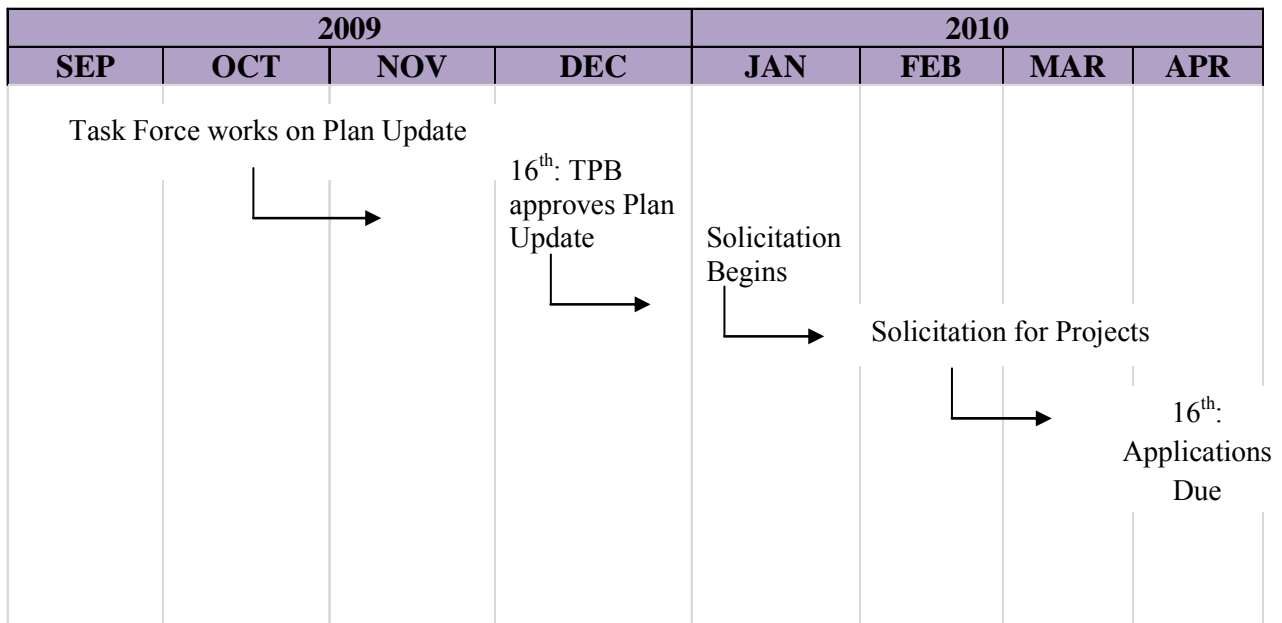 2009 2010
SEP OCT NOV DEC JAN FEB MAR APR
Task Force works on Plan Update
16th: TPB
approves Plan
Update
Solicitation
Begins
Solicitation for Projects
16th:
Applications
Due